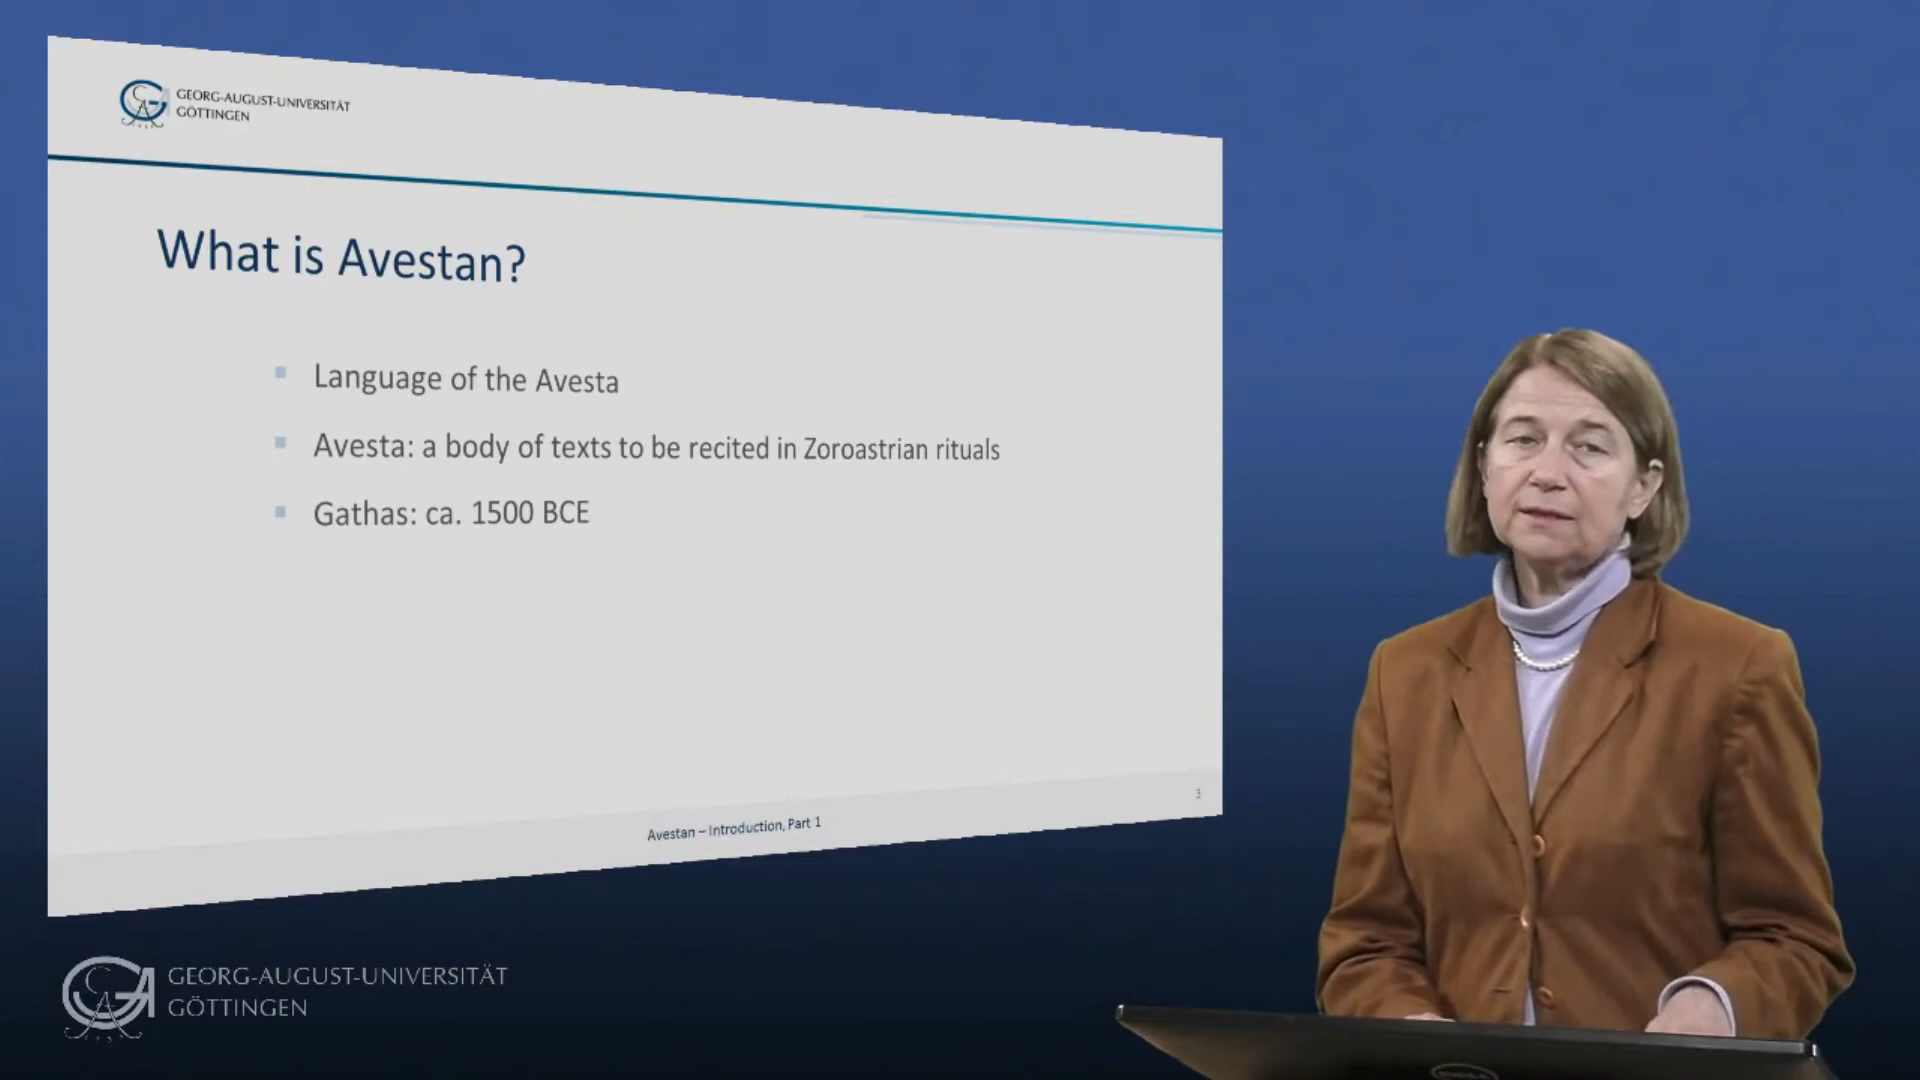 GEORG-AUGUST-UNIVERSITÄT
GÖTTINGEN
What is Avestan?
Language of the Avesta
Avesta: a body of texts to be recited in Zoroastrian rituals
Gathas: ca. 1500 BCE
Avestan – Introduction, Part 1
3
GEORG-AUGUST-UNIVERSITÄT
GÖTTINGEN